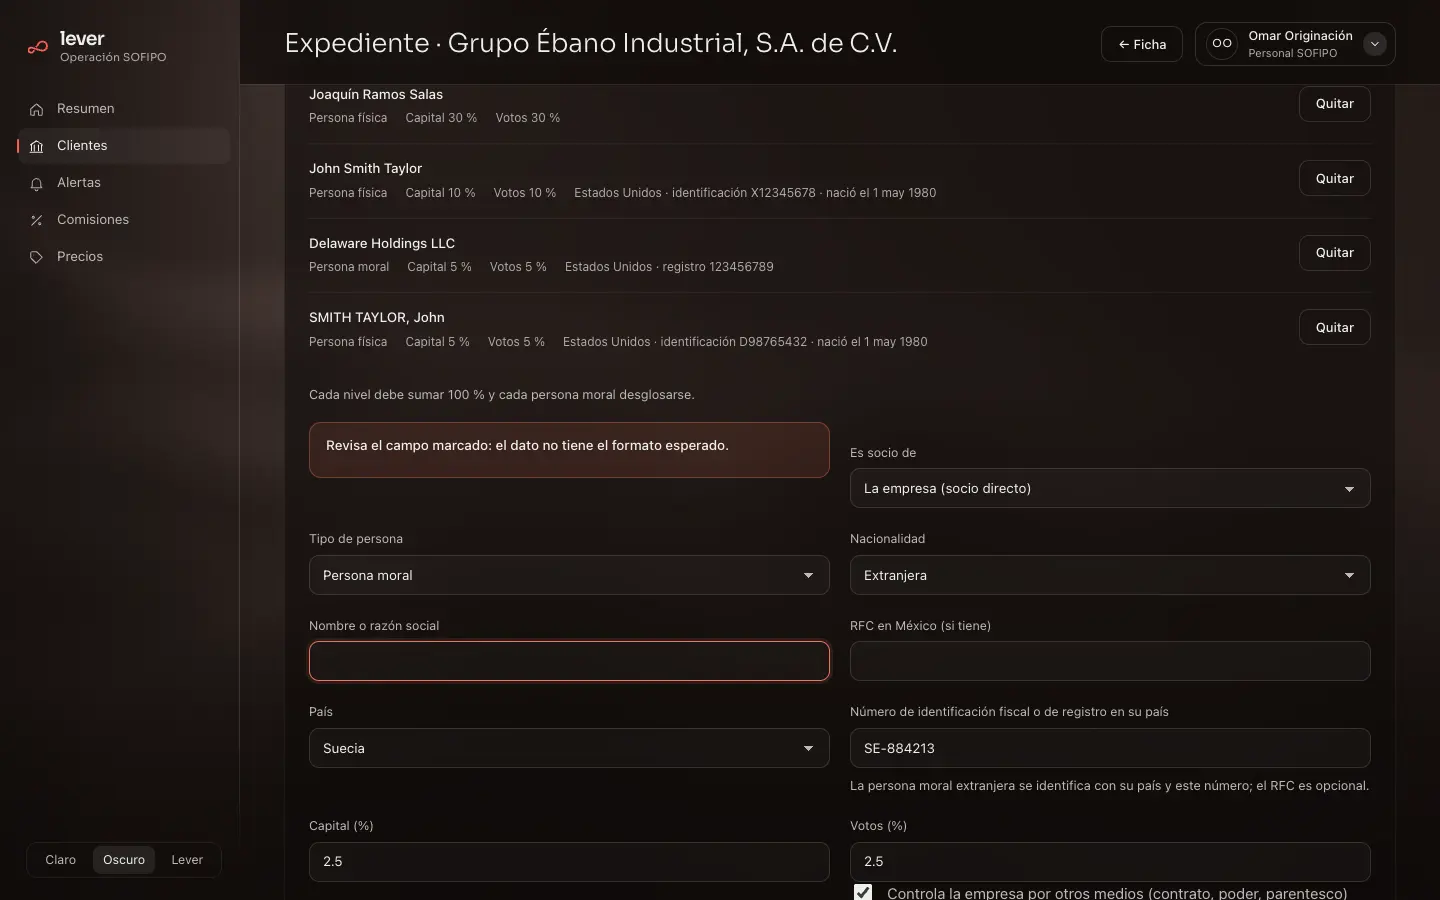 lever
Operación SOFIPO
Resumen
Clientes
Alertas
Comisiones
Precios
Claro Oscuro Lever
Expediente · Grupo Ébano Industrial, S.A. de C.V.
← Ficha
OO
Omar Originación
Personal SOFIPO
Joaquín Ramos Salas
Persona física Capital 30 % Votos 30 %
Quitar
John Smith Taylor
Persona física Capital 10 % Votos 10 % Estados Unidos · identificación X12345678 · nació el 1 may 1980
Quitar
Delaware Holdings LLC
Persona moral Capital 5 % Votos 5 % Estados Unidos · registro 123456789
Quitar
SMITH TAYLOR, John
Persona física Capital 5 % Votos 5 % Estados Unidos · identificación D98765432 · nació el 1 may 1980
Quitar
Cada nivel debe sumar 100 % y cada persona moral desglosarse.
Revisa el campo marcado: el dato no tiene el formato esperado.
Es socio de
La empresa (socio directo)
Tipo de persona
Persona moral
Nacionalidad
Extranjera
Nombre o razón social
RFC en México (si tiene)
País
Suecia
Número de identificación fiscal o de registro en su país
SE-884213
La persona moral extranjera se identifica con su país y este número; el RFC es opcional.
Capital (%)
2.5
Votos (%)
2.5
Controla la empresa por otros medios (contrato, poder, parentesco)